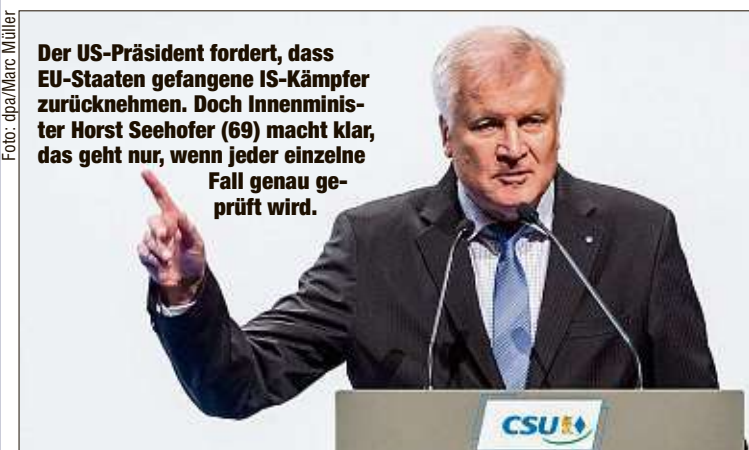 Foto: dpa/Marc Müller
Der US-Präsident fordert, dass
EU-Staaten gefangene IS-Kämpfer
zurücknehmen. Doch Innenminis-
ter Horst Seehofer (69) macht klar,
das geht nur, wenn jeder einzelne
Fall genau ge-
prüft wird.
CSU